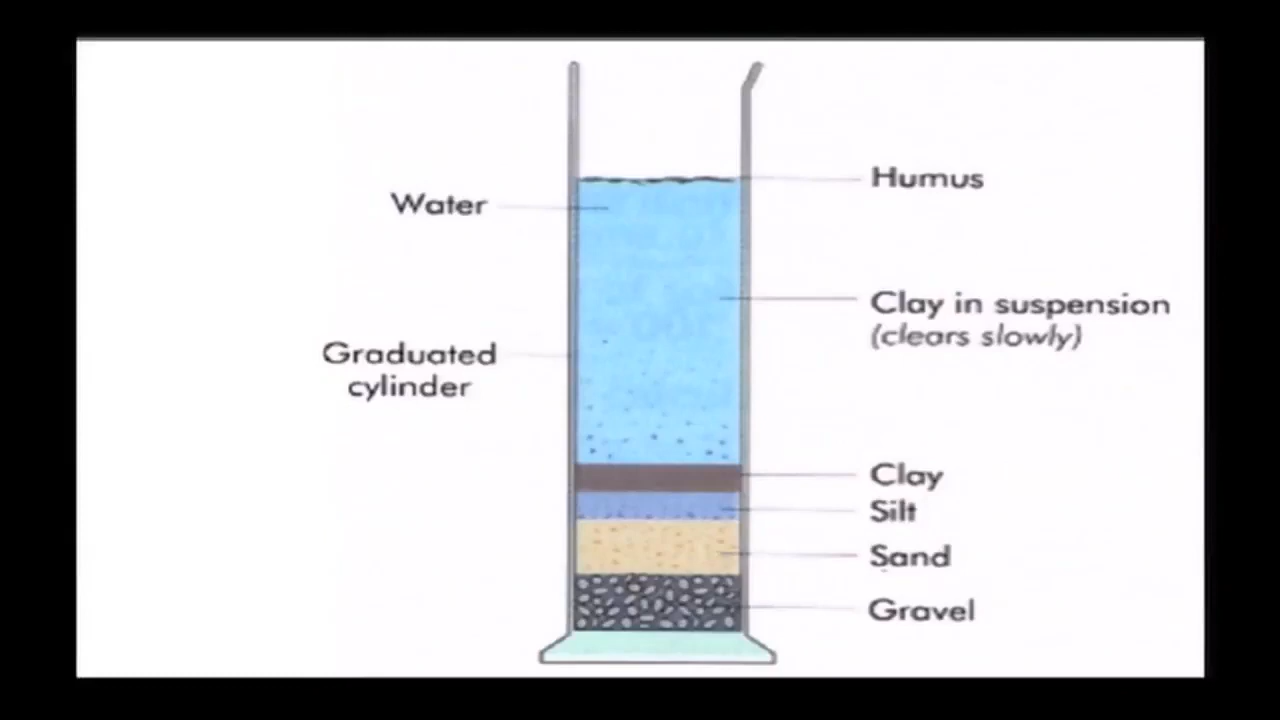 Humus
Water
Clay in suspension
(clears slowly)
Graduated
cylinder
Clay
Silt
Sand
Gravel